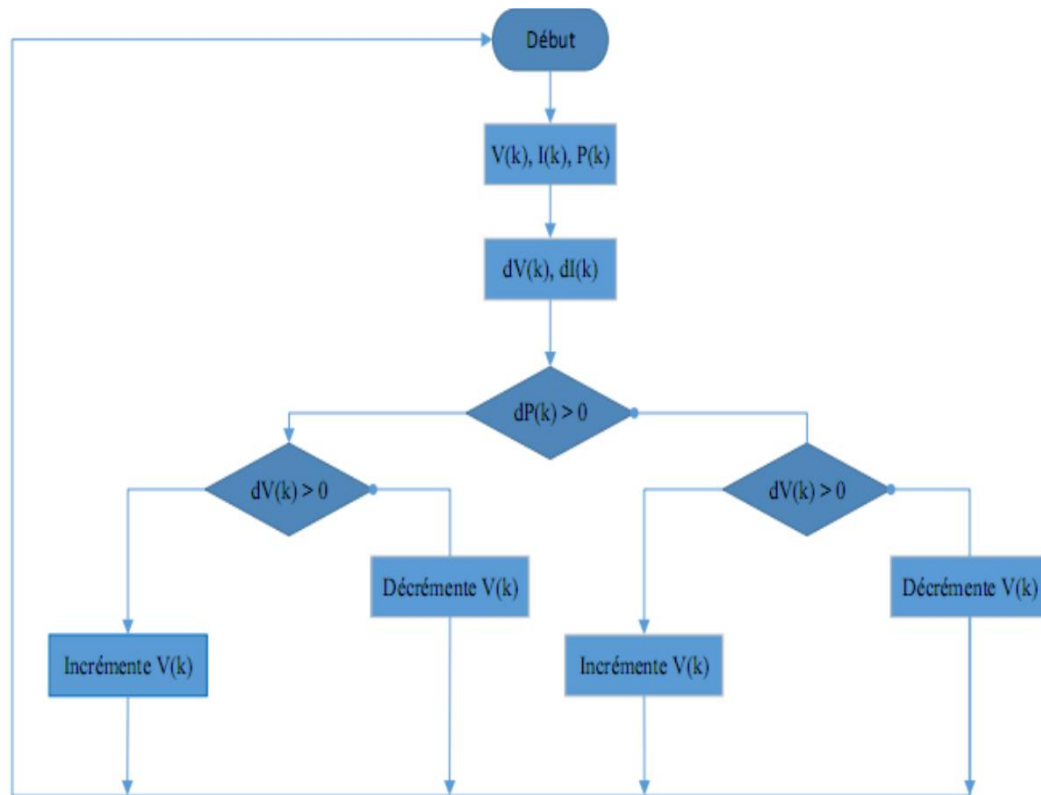 Début
V(k), I(k), P(k)
dV(k), dI(k)
dP(k) > 0
dV(k) > 0
dV(k) > 0
Décrémente V(k)
Décrémente V(k)
Incrémente V(k)
Incrémente V(k)